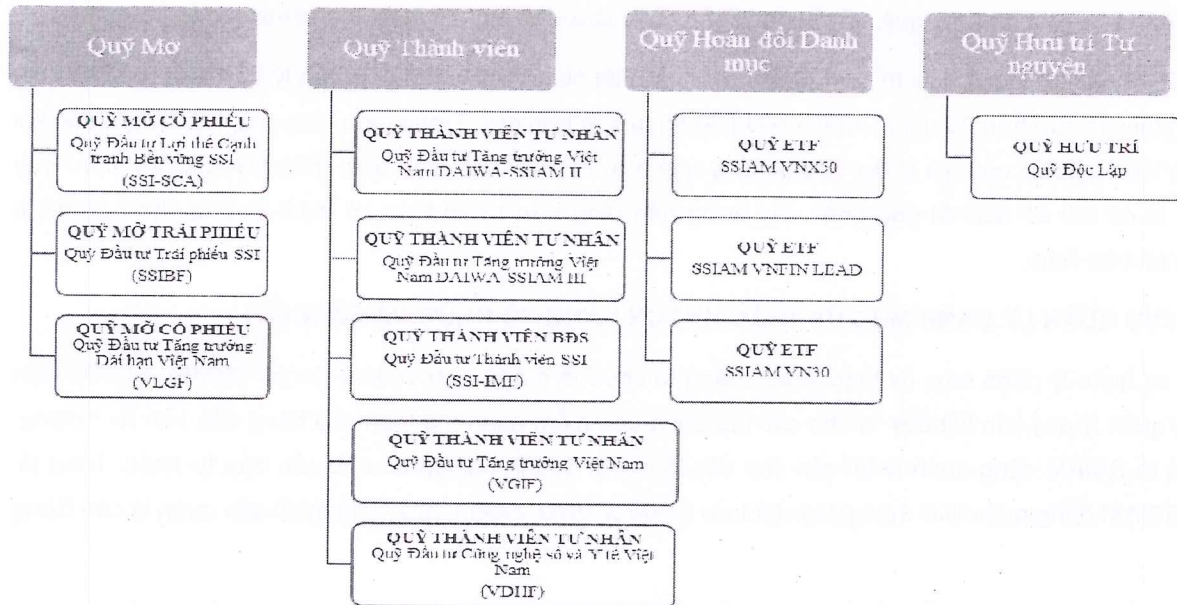 Quỹ Mở
QUỸ MỞ CỔ PHIẾU
Quỹ Đầu tư Lợi thế Cạnh
tranh Bền vững SSI
(SSI-SCA)
QUỸ MỞ TRÁI PHIẾU
Quỹ Đầu tư Trái phiếu SSI
(SSIBF)
QUỸ MỞ CỔ PHIẾU
Quỹ Đầu tư Tăng trưởng
Dài hạn Việt Nam
(VLGF)
Quỹ Thành viên
QUỸ THÀNH VIÊN TƯ NHÂN
Quỹ Đầu tư Tăng trưởng Việt
Nam DAIWA-SSIAM II
QUỸ THÀNH VIÊN TƯ NHÂN
Quỹ Đầu tư Tăng trưởng Việt
Nam DAIWA-SSIAM III
QUỸ THÀNH VIÊN BĐS
Quỹ Đầu tư Thành viên SSI
(SSI-IMF)
QUỸ THÀNH VIÊN TƯ NHÂN
Quỹ Đầu tư Tăng trưởng Việt Nam
(VGIF)
QUỸ THÀNH VIÊN TƯ NHÂN
Quỹ Đầu tư Công nghệ số và Y tế Việt
Nam
(VDHF)
Quỹ Hoán đổi Danh
mục
QUỸ ETF
SSIAM VNX50
QUỸ ETF
SSIAM VNFIN LEAD
QUỸ ETF
SSIAM VN30
Quỹ Hưu trí Tự
nguyện
QUỸ HƯU TRÍ
Quỹ Độc Lập